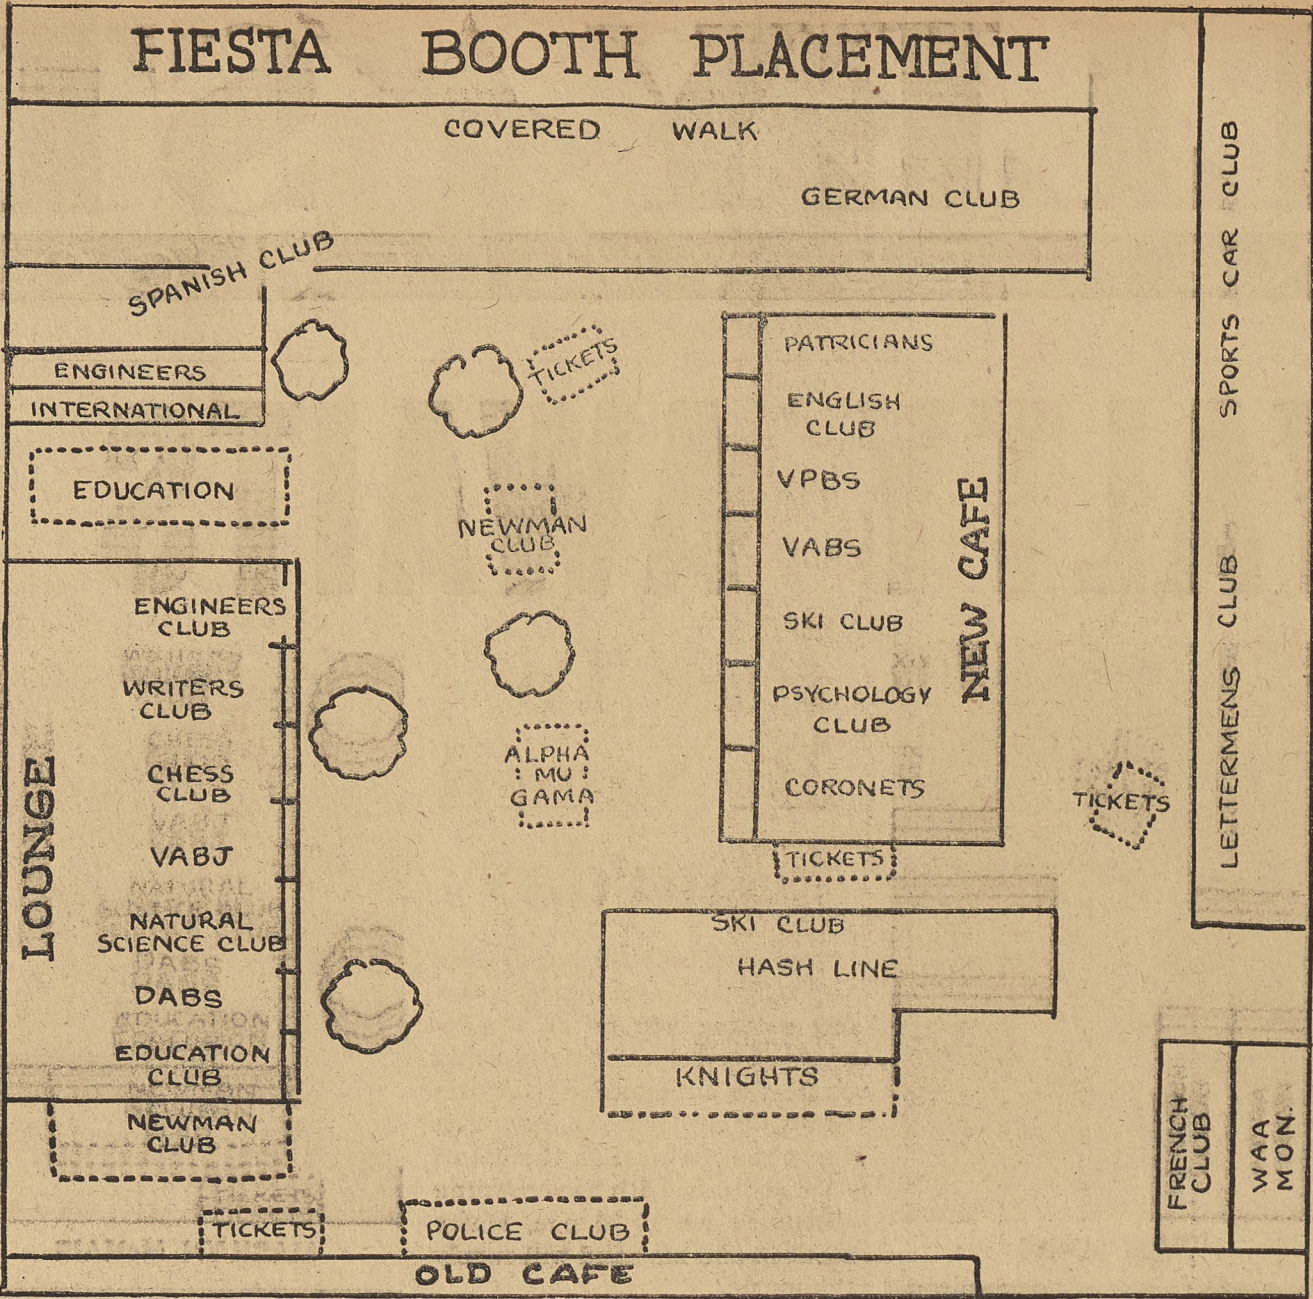 FIESTA BOOTH PLACEMENT
COVERED WALK
GERMAN CLUB
SPANISH CLUB
ENGINEERS
INTERNATIONAL
EDUCATION
TICKETS
NEWMAN
CLUB
ALPHA
MU
GAMA
PATRICIANS
ENGLISH
CLUB
VPBS
VABS
SKI CLUB
PSYCHOLOGY
CLUB
CORONETS
NEW CAFE
TICKETS
TICKETS
SPORTS CAR CLUB
LETTERMENS CLUB
LOUNGE
ENGINEERS
CLUB
WRITERS
CLUB
CHESS
CLUB
VABJ
NATURAL
SCIENCE CLUB
DABS
EDUCATION
CLUB
NEWMAN
CLUB
SKI CLUB
HASH LINE
KNIGHTS
FRENCH
CLUB
WAA
MON.
TICKETS
POLICE CLUB
OLD CAFE